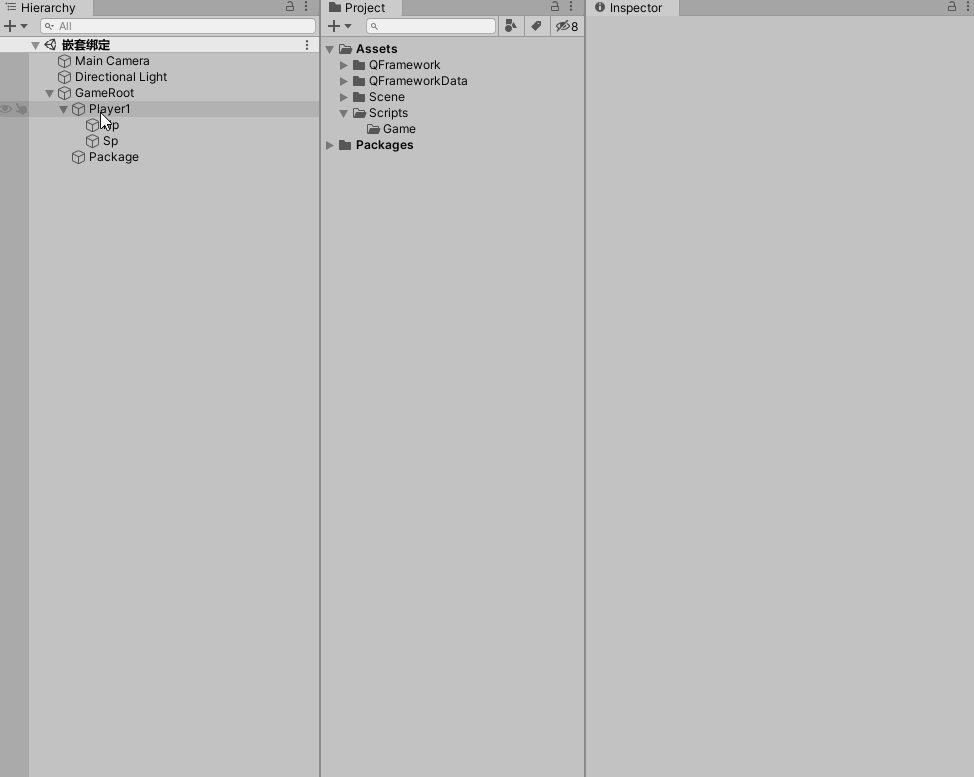 Hierarchy
All
嵌套绑定
Main Camera
Directional Light
GameRoot
Player1
Sp
Package
Project
8
Assets
QFramework
QFrameworkData
Scene
Scripts
Game
Packages
Inspector